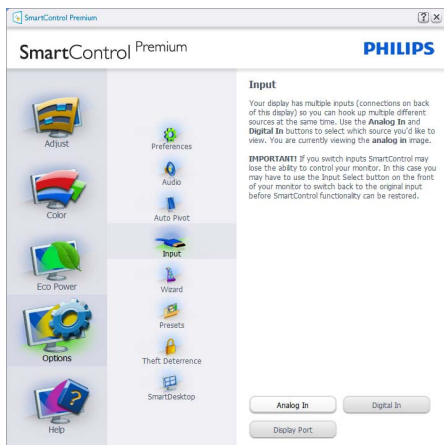 SmartControl Premium
SmartControl Premium
PHILIPS
Adjust
Color
Eco Power
Options
Help
Preferences
Audio
Auto Pivot
Input
Wizard
Presets
Theft Deterrence
SmartDesktop
Input
Your display has multiple inputs (connections on back
of this display) so you can hook up multiple different
sources at the same time. Use the Analog In and
Digital In buttons to select which source you'd like to
view. You are currently viewing the analog in image.
IMPORTANT! If you switch inputs SmartControl may
lose the ability to control your monitor. In this case you
may have to use the Input Select button on the front
of your monitor to switch back to the original input
before SmartControl functionality can be restored.
Analog In
Digital In
Display Port